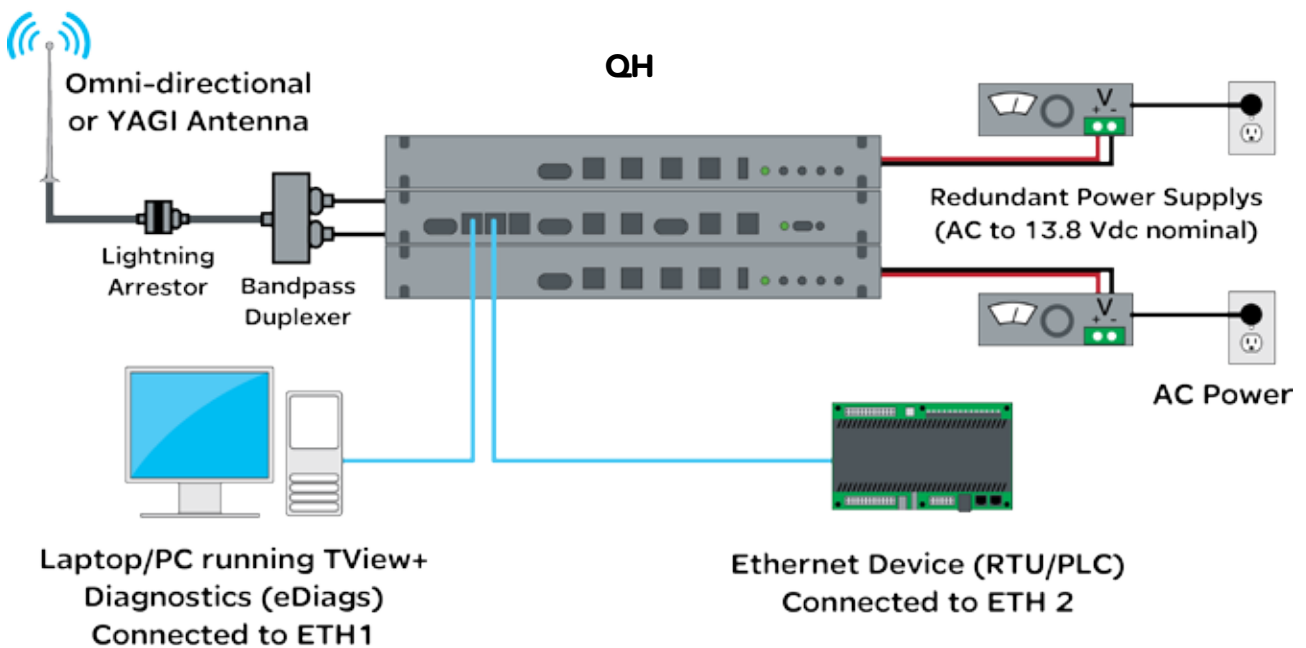 QH
Omni-directional
or YAGI Antenna
V
+ -
Redundant Power Supplys
(AC to 13.8 Vdc nominal)
Lightning
Arrestor
Bandpass
Duplexer
V
+ -
AC Power
Laptop/PC running TView+
Diagnostics (eDiags)
Connected to ETH1
Ethernet Device (RTU/PLC)
Connected to ETH 2